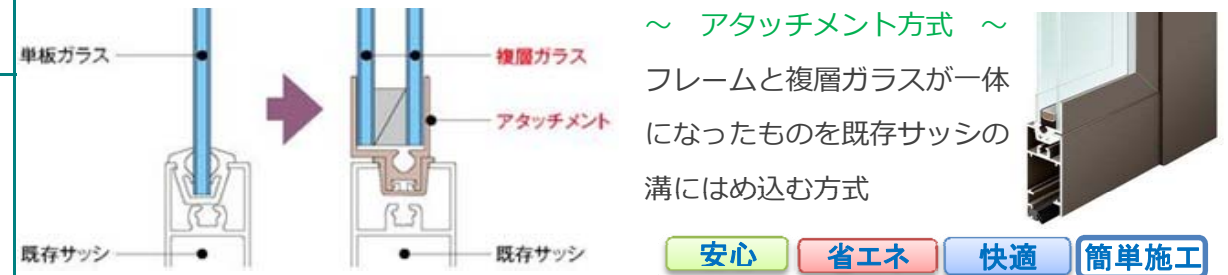 単板ガラス
既存サッシ
複層ガラス
アタッチメント
既存サッシ
～ アタッチメント方式 ～
フレームと複層ガラスが一体
になったものを既存サッシの
溝にはめ込む方式
安心 省エネ 快適 簡単施工